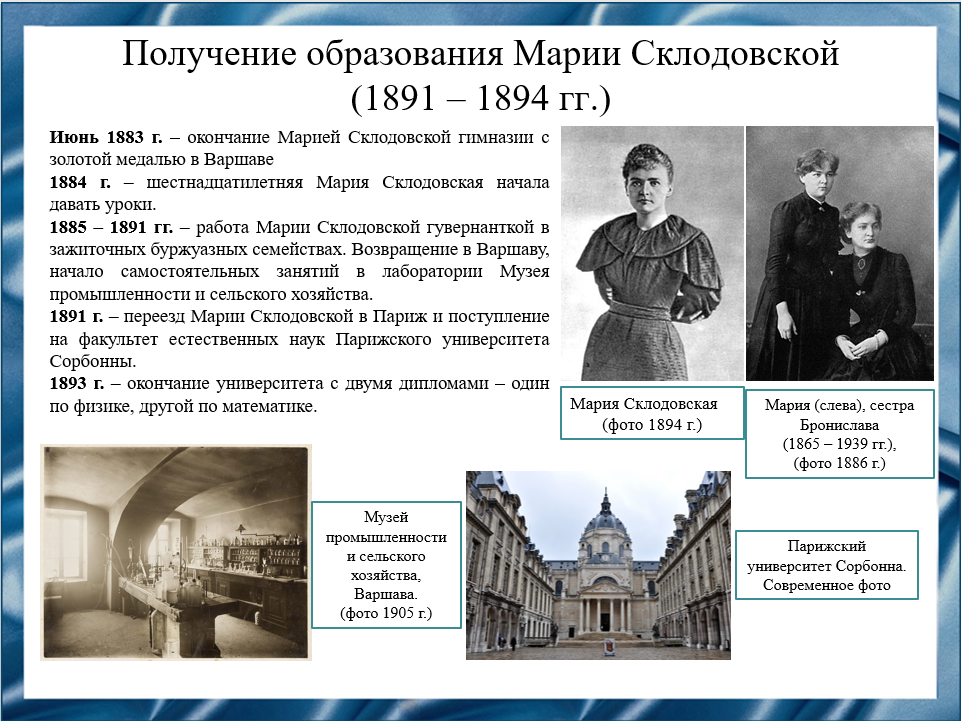 Получение образования Марии Склодовской
(1891 – 1894 гг.)
Июнь 1883 г. – окончание Марией Склодовской гимназии с
золотой медалью в Варшаве
1884 г. – шестнадцатилетняя Мария Склодовская начала
давать уроки.
1885 – 1891 гг. – работа Марии Склодовской гувернанткой в
зажиточных буржуазных семействах. Возвращение в Варшаву,
начало самостоятельных занятий в лаборатории Музея
промышленности и сельского хозяйства.
1891 г. – переезд Марии Склодовской в Париж и поступление
на факультет естественных наук Парижского университета
Сорбонны.
1893 г. – окончание университета с двумя дипломами – один
по физике, другой по математике.
Мария Склодовская
(фото 1894 г.)
Мария (слева), сестра
Бронислава
(1865 – 1939 гг.),
(фото 1886 г.)
Музей
промышленности
и сельского
хозяйства,
Варшава.
(фото 1905 г.)
Парижский
университет Сорбонна.
Современное фото